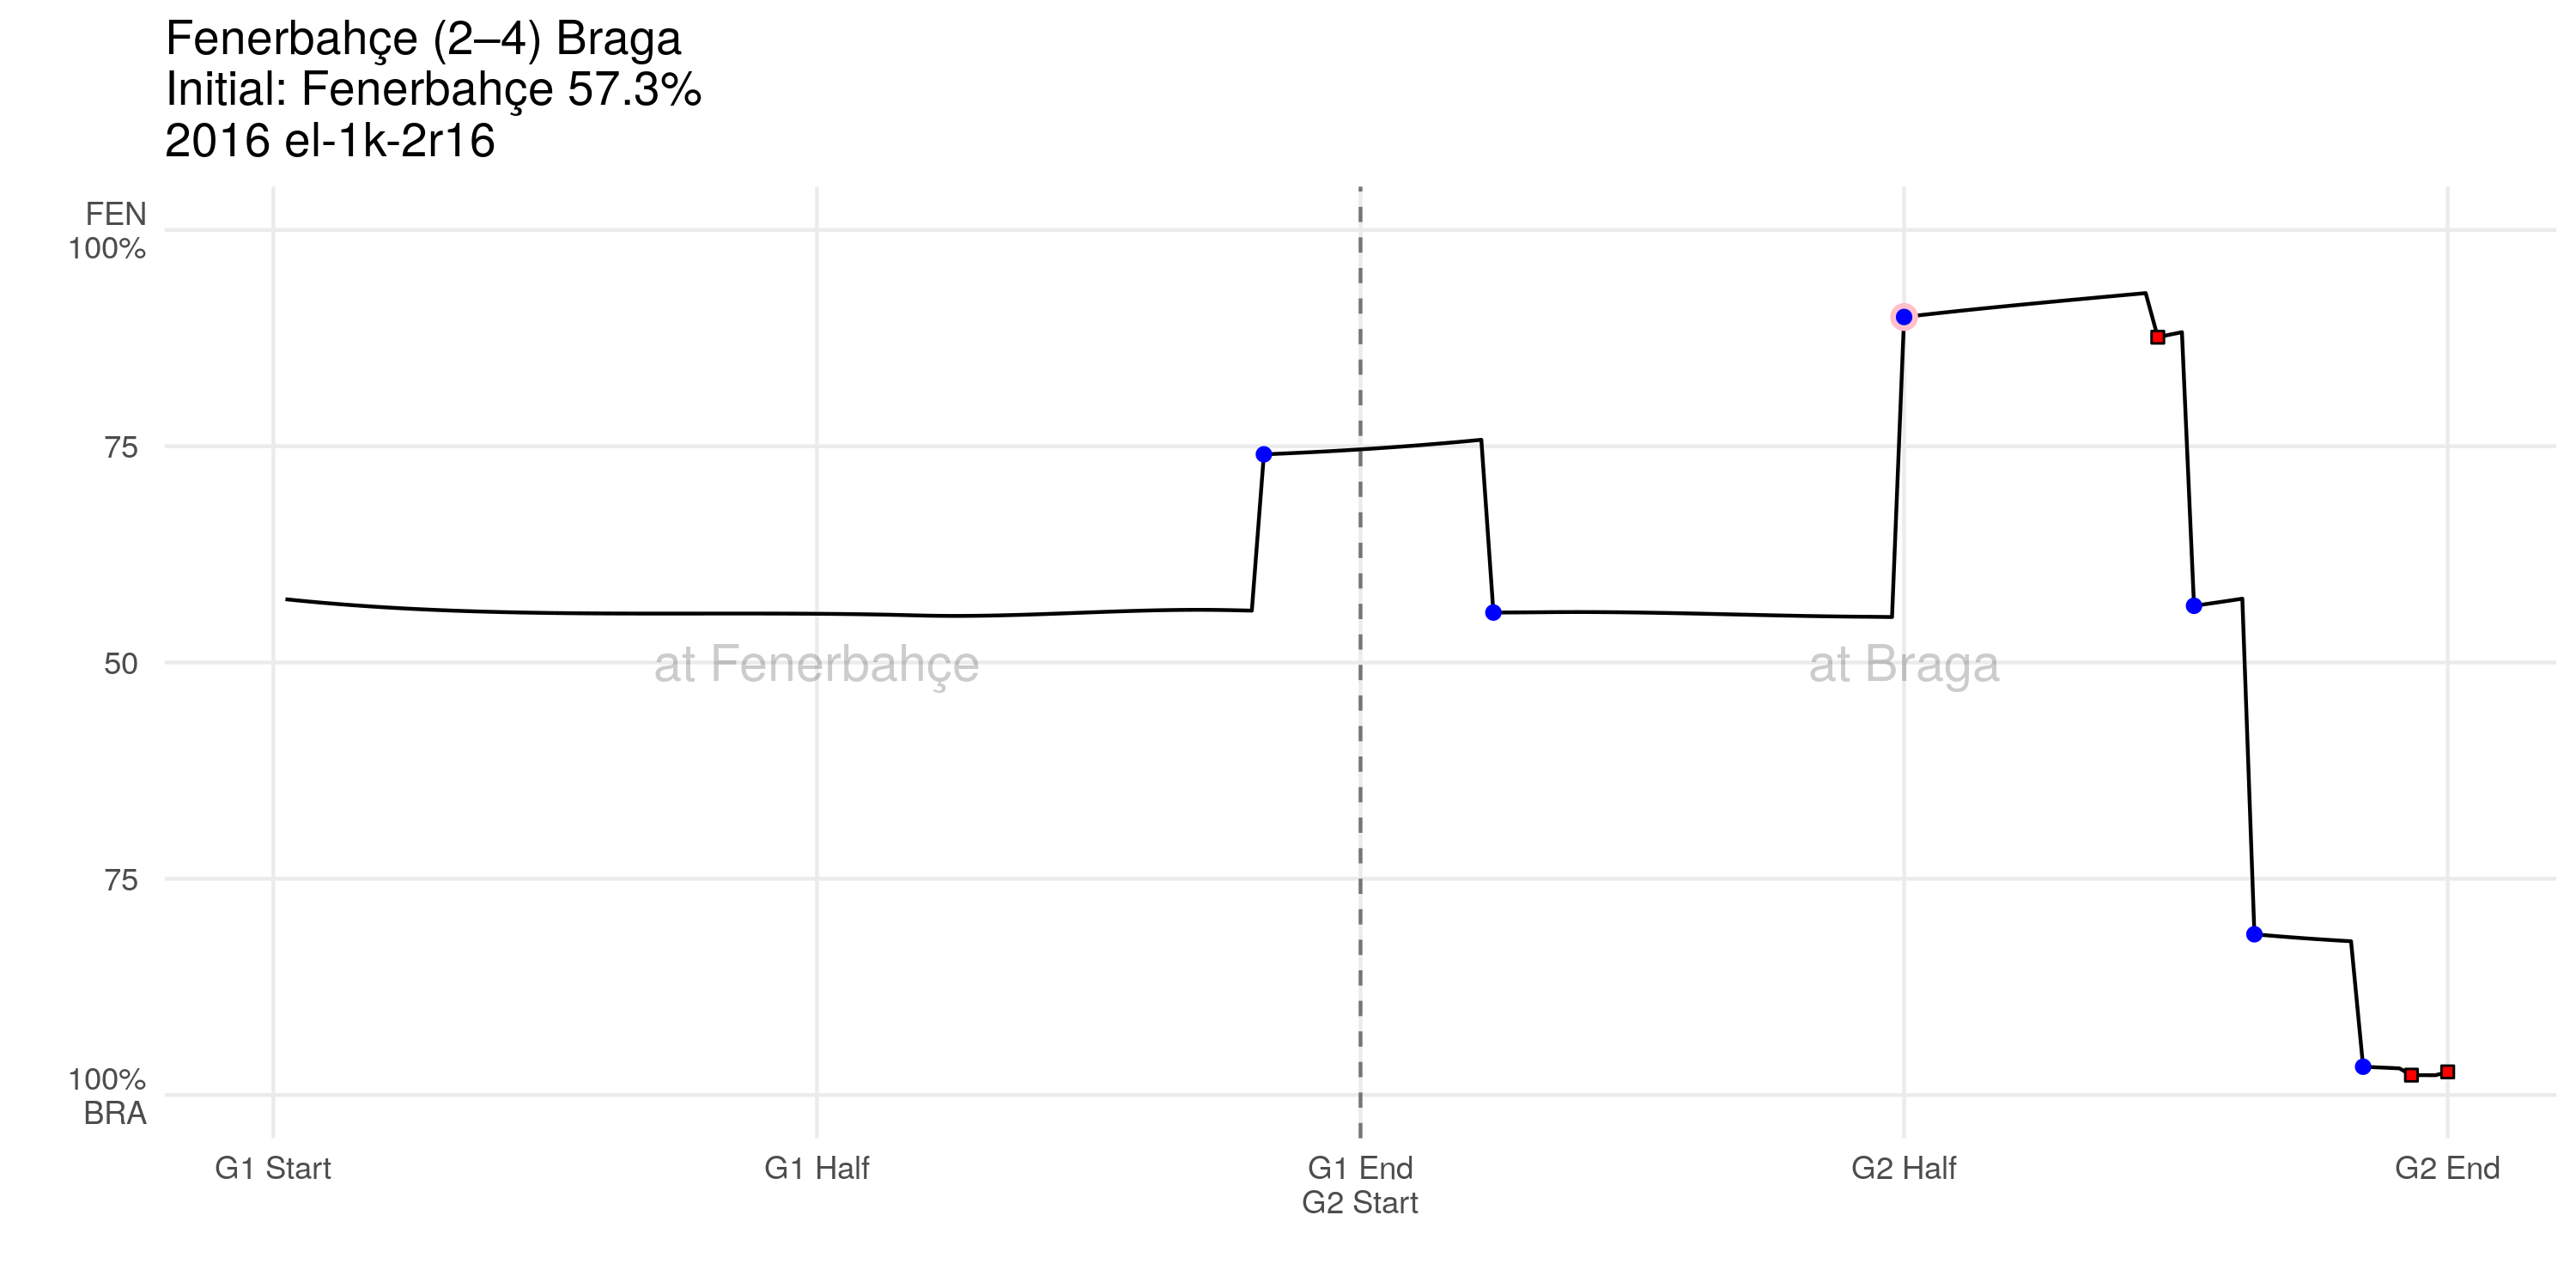 Fenerbahçe (2–4) Braga
Initial: Fenerbahçe 57.3%
2016 el-1k-2r16
FEN
100%
75
50
75
100%
BRA
at Fenerbahçe
at Braga
G1 Start
G1 Half
G1 End
G2 Start
G2 Half
G2 End